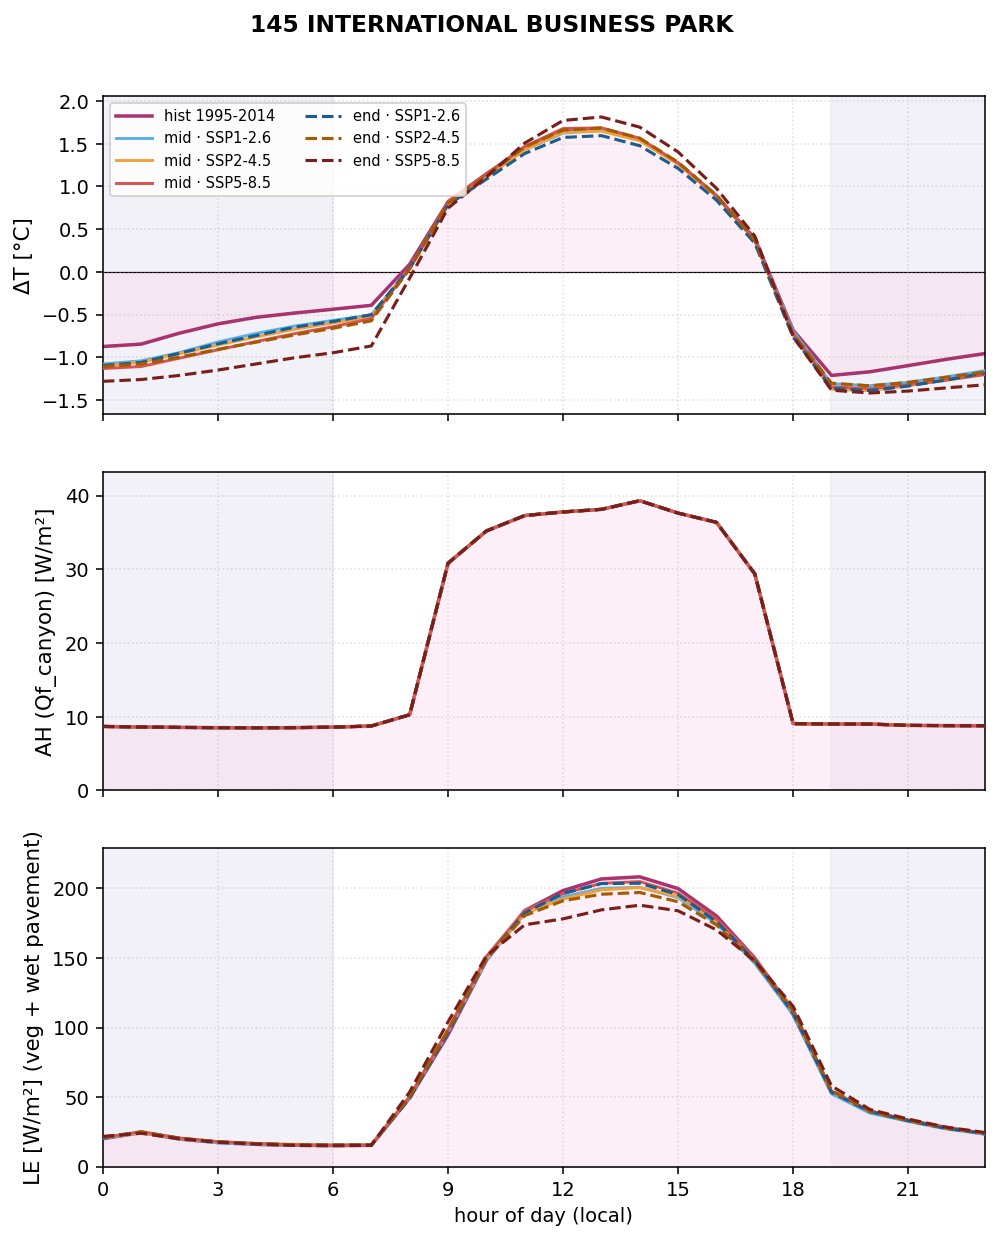 145 INTERNATIONAL BUSINESS PARK
hist 1995-2014
mid · SSP1-2.6
mid · SSP2-4.5
mid · SSP5-8.5
end · SSP1-2.6
end · SSP2-4.5
end · SSP5-8.5
ΔT [°C]
2.0
1.5
1.0
0.5
0.0
−0.5
−1.0
−1.5
AH (Qf_canyon) [W/m²]
40
30
20
10
0
LE [W/m²] (veg + wet pavement)
200
150
100
50
0
0 3 6 9 12 15 18 21
hour of day (local)